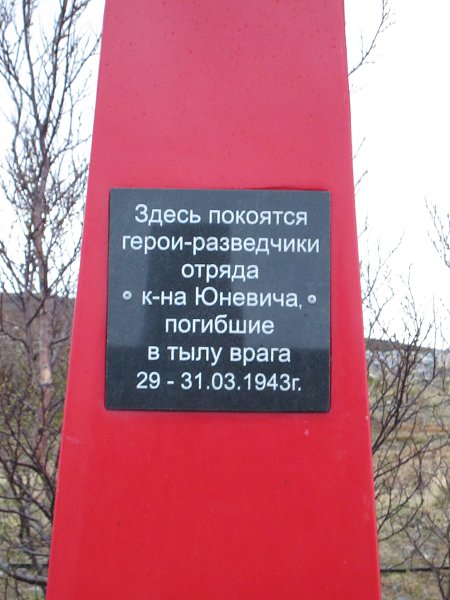 Здесь покоятся
герои-разведчики
отряда
к-на Юневича,
погибшие
в тылу врага
29 - 31.03.1943г.